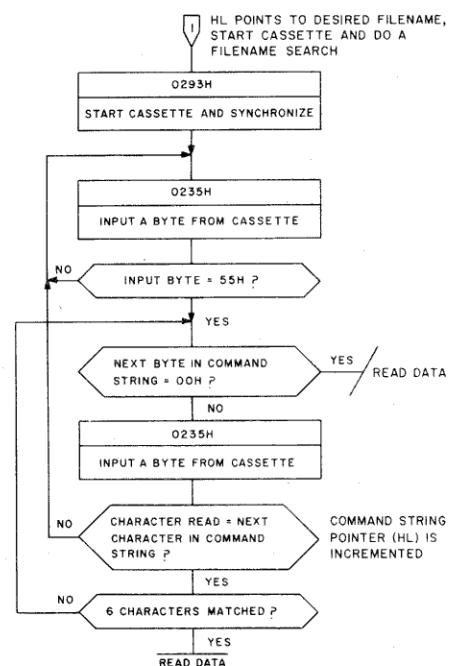 1
HL POINTS TO DESIRED FILENAME,
START CASSETTE AND DO A
FILENAME SEARCH
0293H
START CASSETTE AND SYNCHRONIZE
0235H
INPUT A BYTE FROM CASSETTE
NO
INPUT BYTE = 55H ?
YES
NEXT BYTE IN COMMAND
STRING = 00H ?
YES
READ DATA
NO
0235H
INPUT A BYTE FROM CASSETTE
NO
CHARACTER READ = NEXT
CHARACTER IN COMMAND
STRING ?
COMMAND STRING
POINTER (HL) IS
INCREMENTED
YES
NO
6 CHARACTERS MATCHED ?
YES
READ DATA